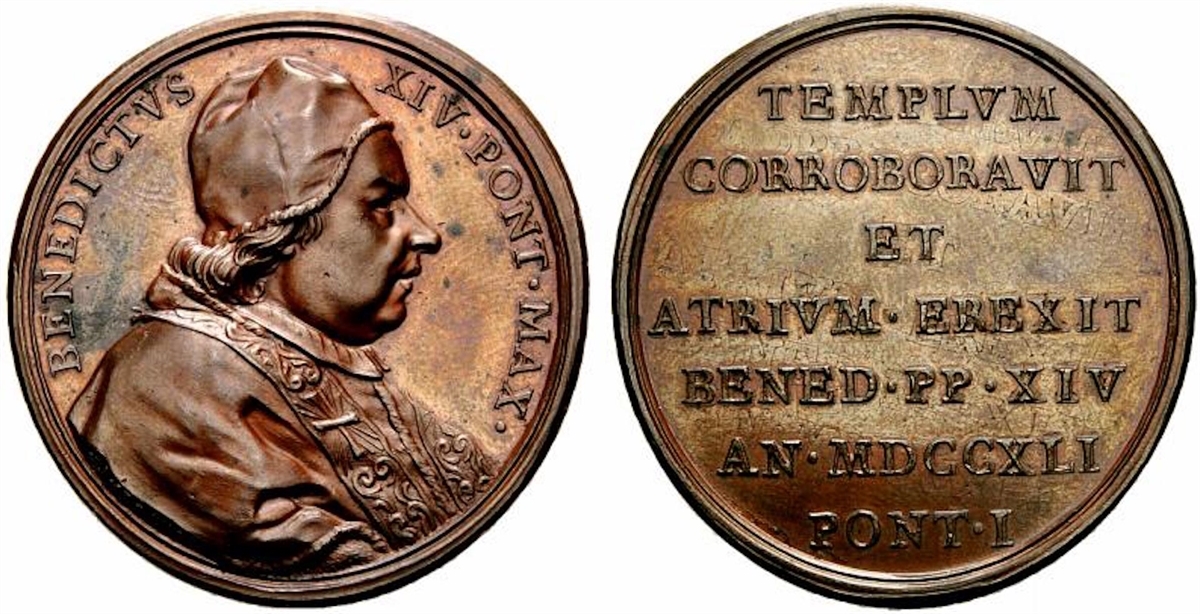 BENEDICTVS XIV·PONT·MAX·
TEMPLVM
CORROBORAVIT
ET
ATRIVM·EREXIT
BENED·PP·XIV
AN·MDCCXLI
PONT·I